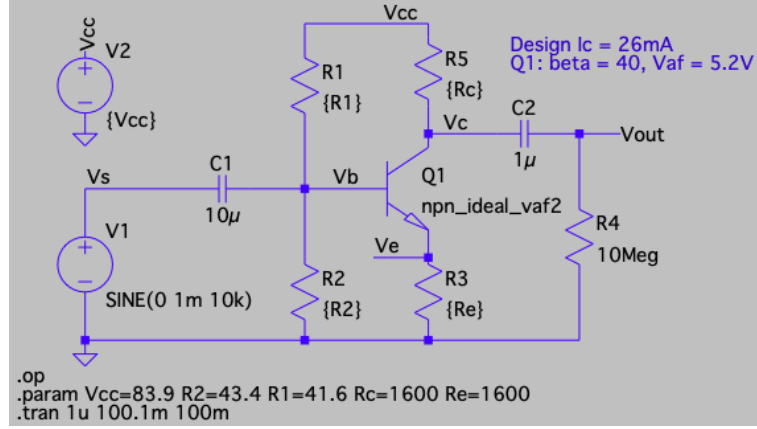 Vcc
Vcc
V2
{Vcc}
R1
{R1}
R5
{Rc}
Design Ic = 26mA
Q1: beta = 40, Vaf = 5.2V
C2
1µ
Vc
Vout
C1
10µ
Vs
Vb
Q1
npn_ideal_vaf2
V1
SINE(0 1m 10k)
Ve
R2
{R2}
R3
{Re}
R4
10Meg
.op
.param Vcc=83.9 R2=43.4 R1=41.6 Rc=1600 Re=1600
.tran 1u 100.1m 100m